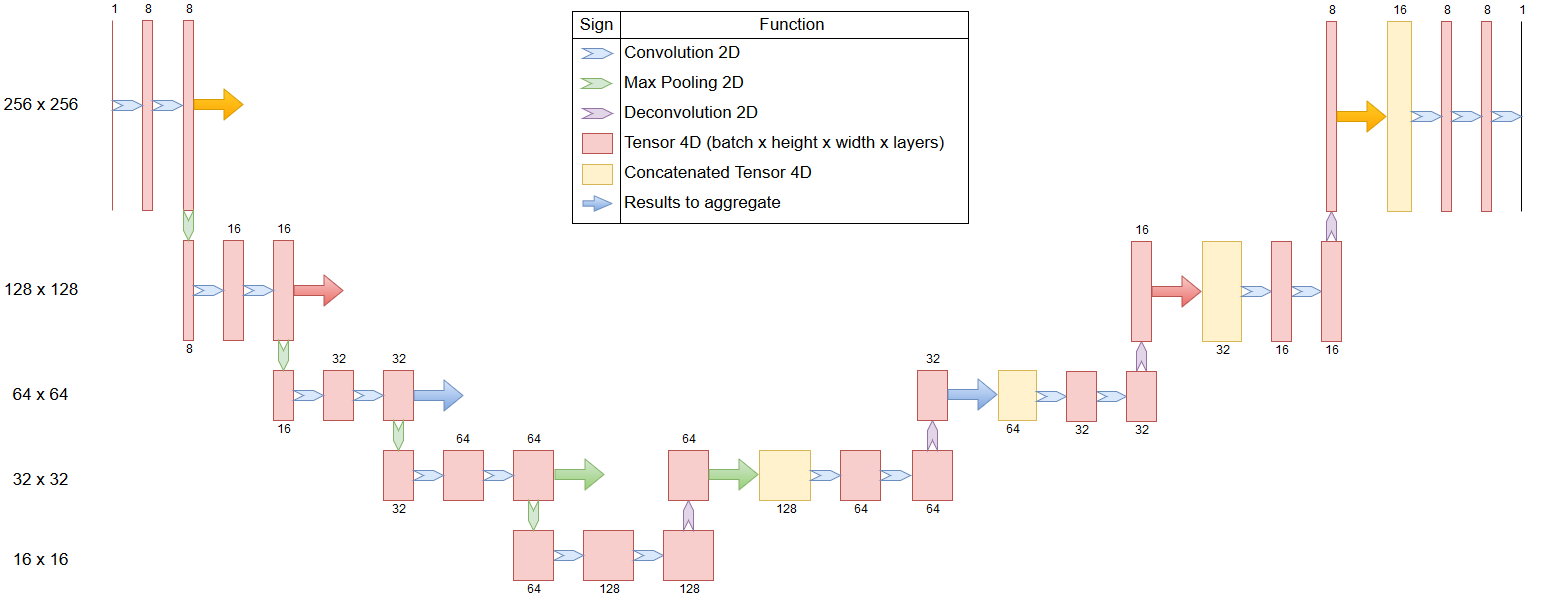 1 8 8 8 16 8 8 1
Sign Function
Convolution 2D
256 x 256
Max Pooling 2D
Deconvolution 2D
Tensor 4D (batch x height x width x layers)
Concatenated Tensor 4D
Results to aggregate
16 16 16
128 x 128
8 32 16 16
32 32 32
64 x 64
16 64 32 32
64 64 64
32 x 32
32 128 64 64
16 x 16
64 128 128